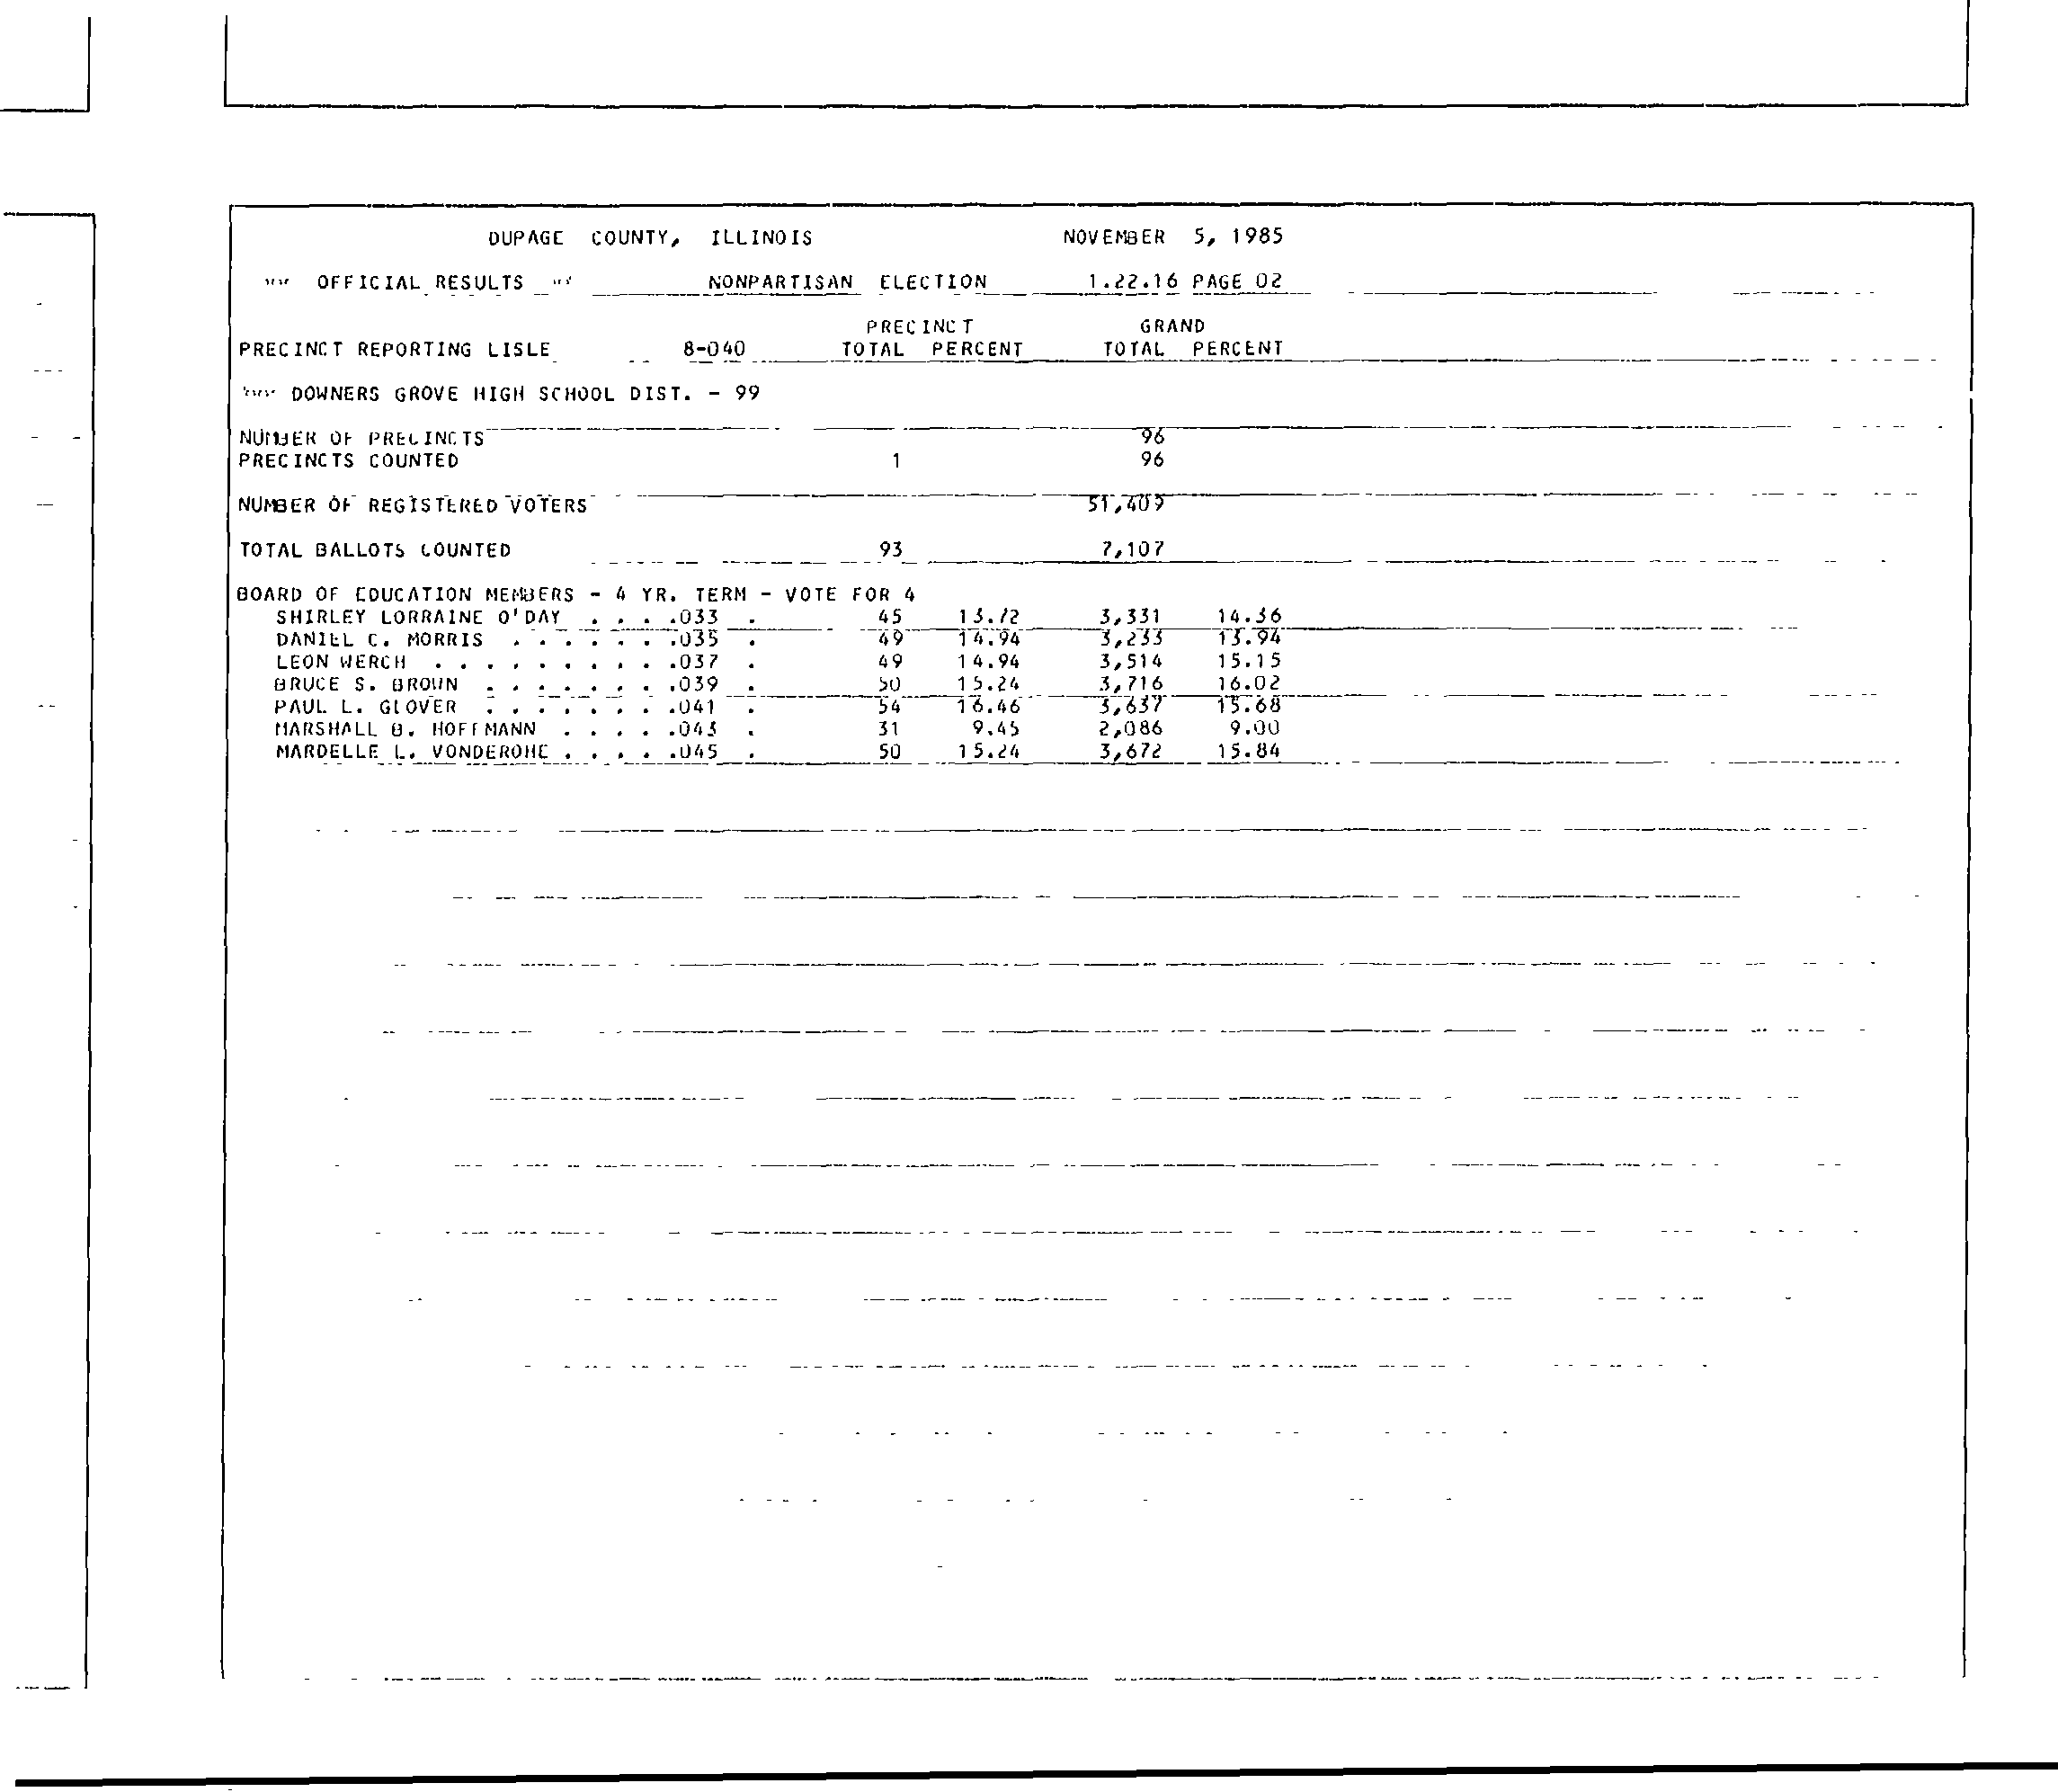 DUPAGE COUNTY, ILLINOIS NOVEMBER 5, 1985
*** OFFICIAL RESULTS *** NONPARTISAN ELECTION 1.22.16 PAGE 02
PRECINCT GRAND
PRECINCT REPORTING LISLE 8-040 TOTAL PERCENT TOTAL PERCENT
*** DOWNERS GROVE HIGH SCHOOL DIST. - 99
NUMBER OF PRECINCTS 96
PRECINCTS COUNTED 1 96
NUMBER OF REGISTERED VOTERS 51,409
TOTAL BALLOTS COUNTED 93 7,107
BOARD OF EDUCATION MEMBERS - 4 YR. TERM - VOTE FOR 4
SHIRLEY LORRAINE O'DAY . . . .033 . 45 13.72 3,331 14.36
DANIEL C. MORRIS . . . . . . .035 . 49 14.94 3,233 13.94
LEON WERCH . . . . . . . . . .037 . 49 14.94 3,514 15.15
BRUCE S. BROWN . . . . . . . .039 . 50 15.24 3,716 16.02
PAUL L. GLOVER . . . . . . . .041 . 54 16.46 3,637 15.68
MARSHALL B. HOFFMANN . . . . .043 . 31 9.45 2,086 9.00
MARDELLE L. VONDEROHE . . . . .045 . 50 15.24 3,672 15.84